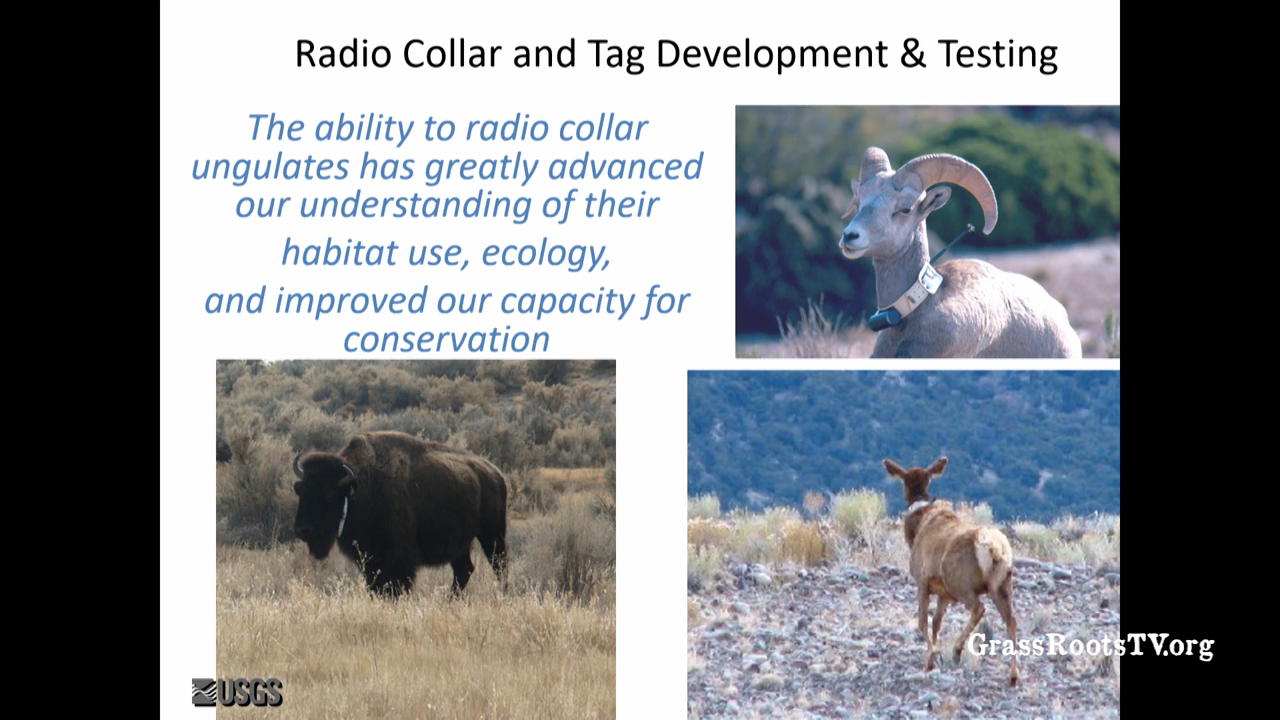 Radio Collar and Tag Development & Testing
The ability to radio collar
ungulates has greatly advanced
our understanding of their
habitat use, ecology,
and improved our capacity for
conservation
GrassRootsTV.org
USGS